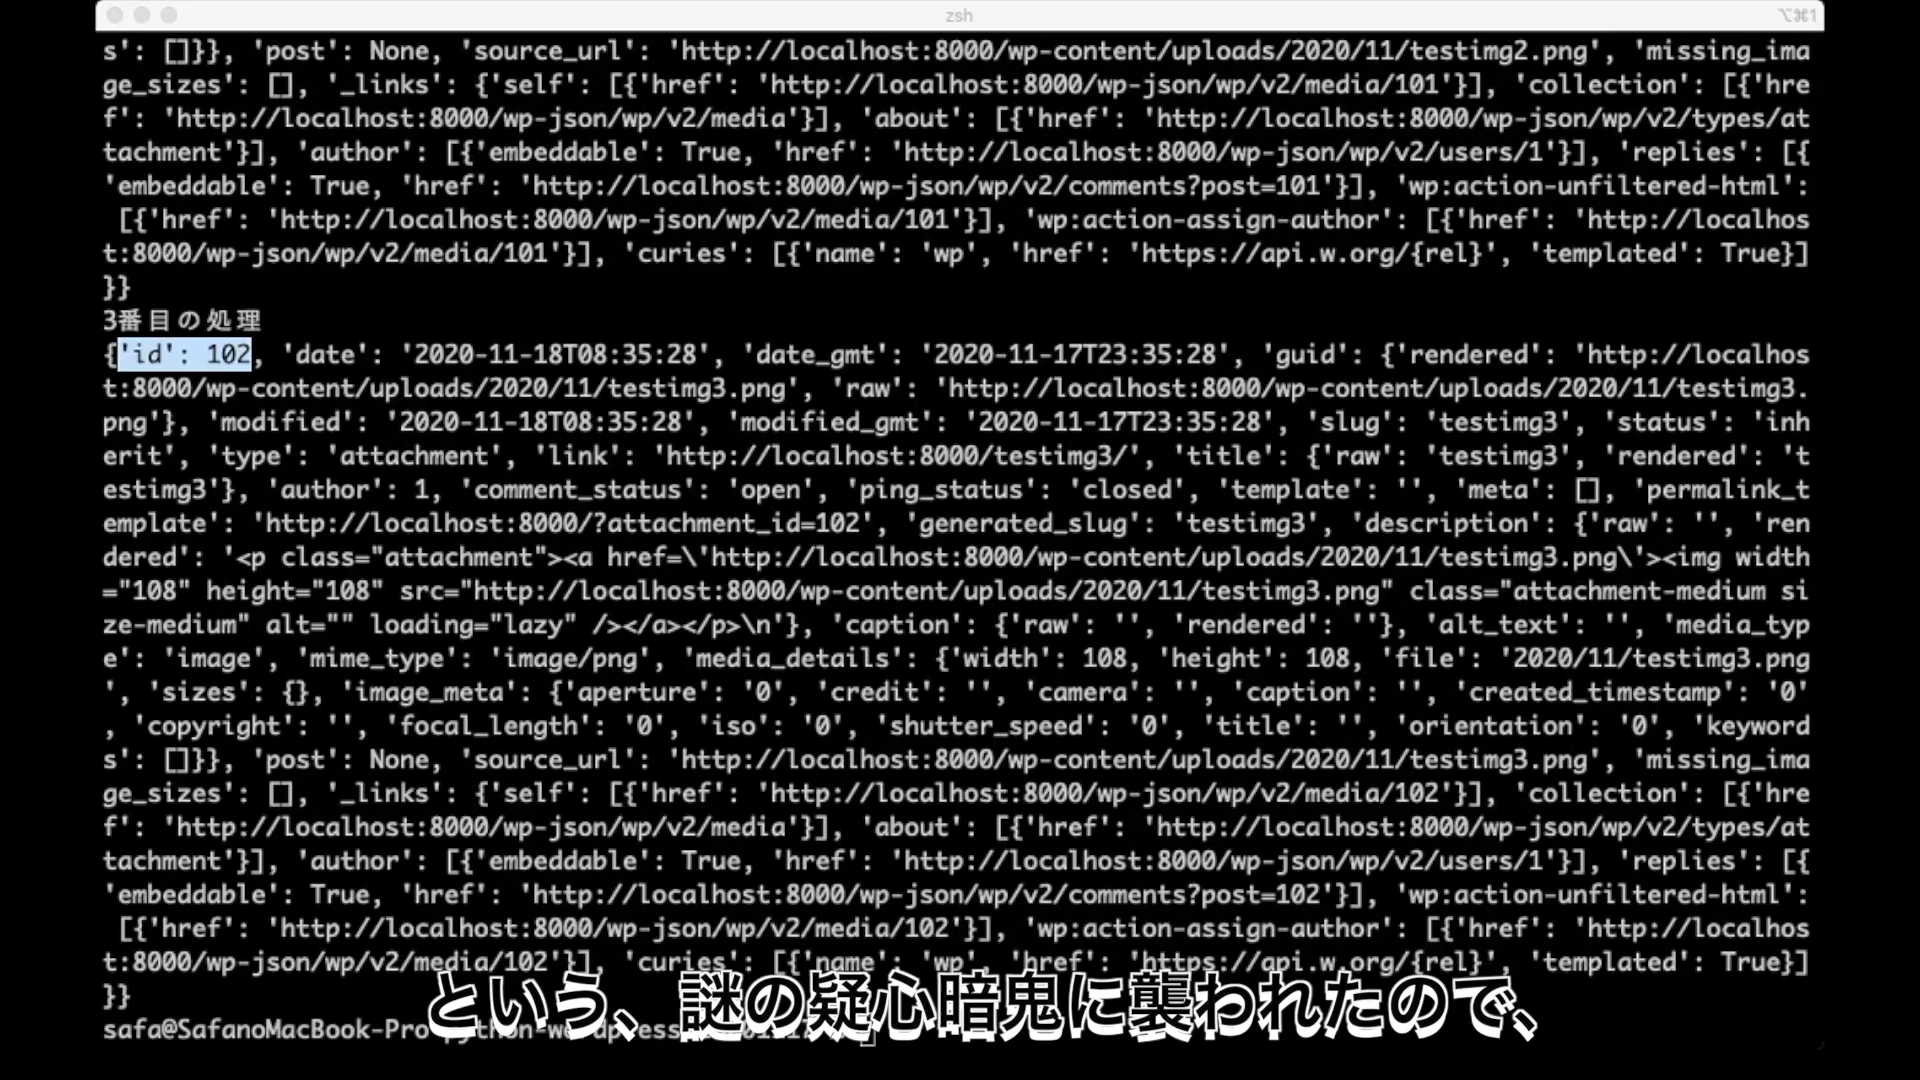 zsh
⌥⌘1
s': []}}, 'post': None, 'source_url': 'http://localhost:8000/wp-content/uploads/2020/11/testimg2.png', 'missing_ima
ge_sizes': [], '_links': {'self': [{'href': 'http://localhost:8000/wp-json/wp/v2/media/101'}], 'collection': [{'hre
f': 'http://localhost:8000/wp-json/wp/v2/media'}], 'about': [{'href': 'http://localhost:8000/wp-json/wp/v2/types/at
tachment'}], 'author': [{'embeddable': True, 'href': 'http://localhost:8000/wp-json/wp/v2/users/1'}], 'replies': [{
'embeddable': True, 'href': 'http://localhost:8000/wp-json/wp/v2/comments?post=101'}], 'wp:action-unfiltered-html':
[{'href': 'http://localhost:8000/wp-json/wp/v2/media/101'}], 'wp:action-assign-author': [{'href': 'http://localhos
t:8000/wp-json/wp/v2/media/101'}], 'curies': [{'name': 'wp', 'href': 'https://api.w.org/{rel}', 'templated': True}]
}}
3番目の処理
{'id': 102, 'date': '2020-11-18T08:35:28', 'date_gmt': '2020-11-17T23:35:28', 'guid': {'rendered': 'http://localhos
t:8000/wp-content/uploads/2020/11/testimg3.png', 'raw': 'http://localhost:8000/wp-content/uploads/2020/11/testimg3.
png'}, 'modified': '2020-11-18T08:35:28', 'modified_gmt': '2020-11-17T23:35:28', 'slug': 'testimg3', 'status': 'inh
erit', 'type': 'attachment', 'link': 'http://localhost:8000/testimg3/', 'title': {'raw': 'testimg3', 'rendered': 't
estimg3'}, 'author': 1, 'comment_status': 'open', 'ping_status': 'closed', 'template': '', 'meta': [], 'permalink_t
emplate': 'http://localhost:8000/?attachment_id=102', 'generated_slug': 'testimg3', 'description': {'raw': '', 'ren
dered': '<p class="attachment"><a href=\'http://localhost:8000/wp-content/uploads/2020/11/testimg3.png\'><img width
="108" height="108" src="http://localhost:8000/wp-content/uploads/2020/11/testimg3.png" class="attachment-medium si
ze-medium" alt="" loading="lazy" /></a></p>\n'}, 'caption': {'raw': '', 'rendered': ''}, 'alt_text': '', 'media_typ
e': 'image', 'mime_type': 'image/png', 'media_details': {'width': 108, 'height': 108, 'file': '2020/11/testimg3.png
', 'sizes': {}, 'image_meta': {'aperture': '0', 'credit': '', 'camera': '', 'caption': '', 'created_timestamp': '0'
, 'copyright': '', 'focal_length': '0', 'iso': '0', 'shutter_speed': '0', 'title': '', 'orientation': '0', 'keyword
s': []}}, 'post': None, 'source_url': 'http://localhost:8000/wp-content/uploads/2020/11/testimg3.png', 'missing_ima
ge_sizes': [], '_links': {'self': [{'href': 'http://localhost:8000/wp-json/wp/v2/media/102'}], 'collection': [{'hre
f': 'http://localhost:8000/wp-json/wp/v2/media'}], 'about': [{'href': 'http://localhost:8000/wp-json/wp/v2/types/at
tachment'}], 'author': [{'embeddable': True, 'href': 'http://localhost:8000/wp-json/wp/v2/users/1'}], 'replies': [{
'embeddable': True, 'href': 'http://localhost:8000/wp-json/wp/v2/comments?post=102'}], 'wp:action-unfiltered-html':
[{'href': 'http://localhost:8000/wp-json/wp/v2/media/102'}], 'wp:action-assign-author': [{'href': 'http://localhos
t:8000/wp-json/wp/v2/media/102'}], 'curies': [{'name': 'wp', 'href': 'https://api.w.org/{rel}', 'templated': True}]
}}
safa@SafanoMacBook-Pro
という、謎の疑心暗鬼に襲われたので、